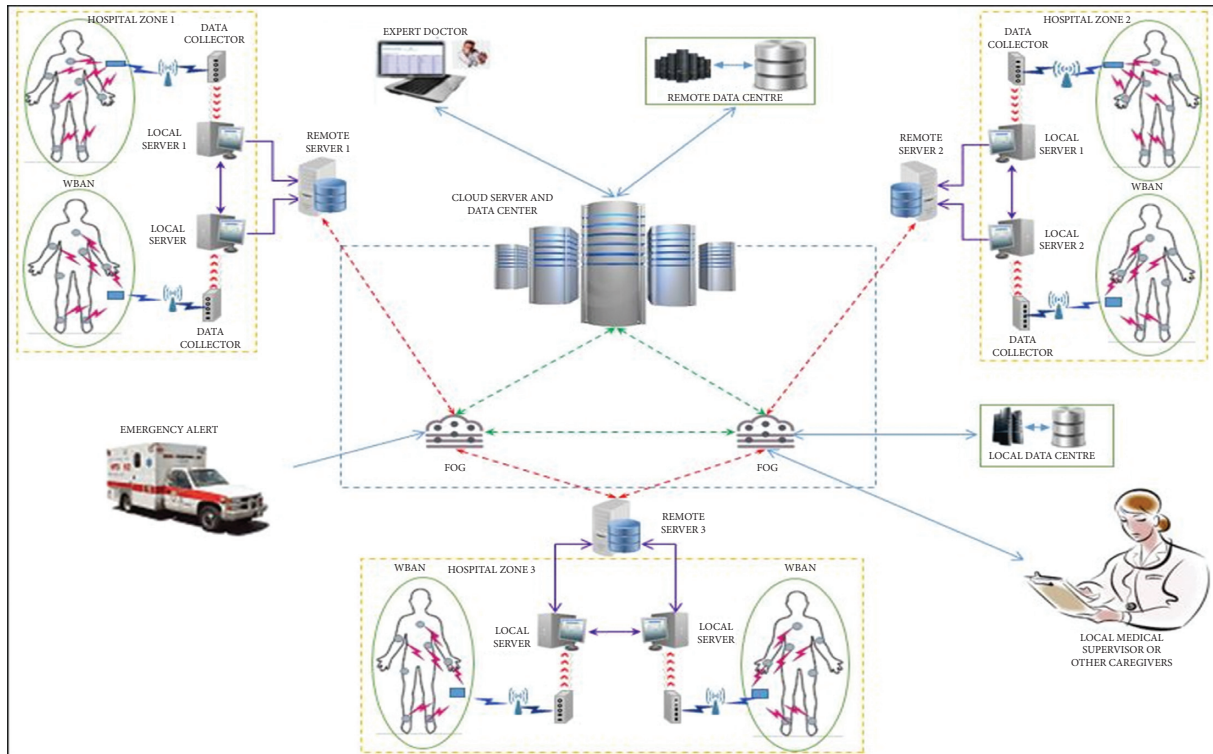 HOSPITAL ZONE 1
DATA
COLLECTOR
LOCAL
SERVER 1
REMOTE
SERVER 1
WBAN
LOCAL
SERVER
DATA
COLLECTOR
EXPERT DOCTOR
REMOTE DATA CENTRE
CLOUD SERVER AND
DATA CENTER
HOSPITAL ZONE 2
DATA
COLLECTOR
REMOTE
SERVER 2
LOCAL
SERVER 1
WBAN
LOCAL
SERVER 2
DATA
COLLECTOR
EMERGENCY ALERT
FOG
FOG
LOCAL DATA CENTRE
REMOTE
SERVER 3
WBAN
HOSPITAL ZONE 3
WBAN
LOCAL
SERVER
LOCAL
SERVER
LOCAL MEDICAL
SUPERVISOR OR
OTHER CAREGIVERS